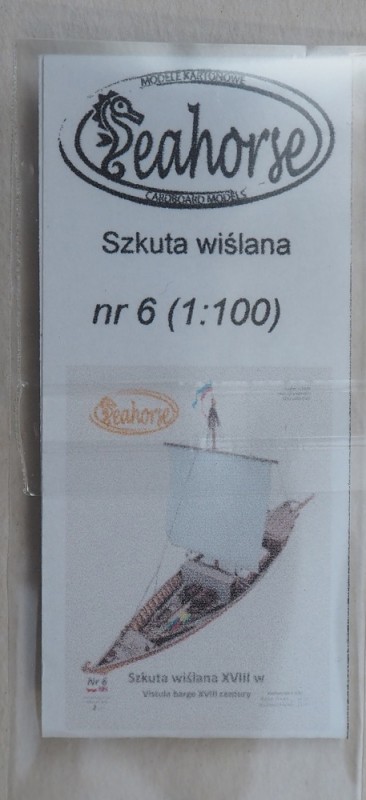 MODELE KARTONOWE
Seahorse
CARDBOARD MODELS
Szkuta wiślana
nr 6 (1:100)
Seahorse
Szkuta wiślana XVIII w
Nr 6
Vistula barge XVIII century